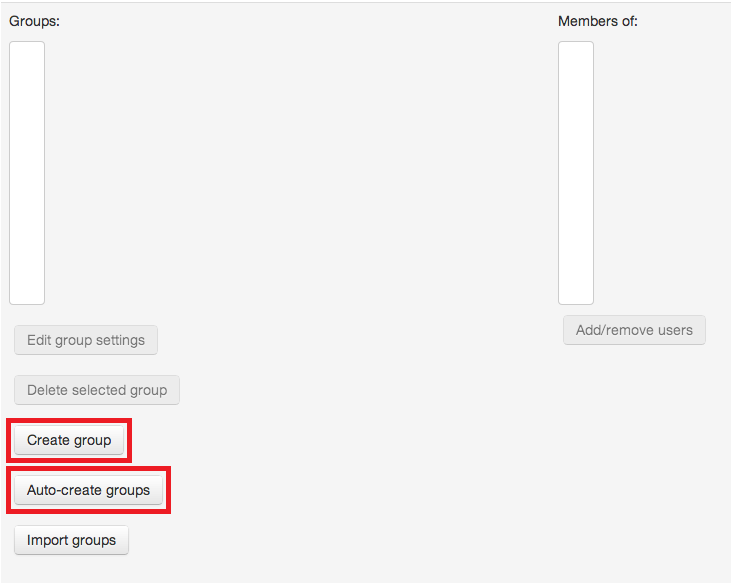 Groups:
Members of:
Edit group settings
Add/remove users
Delete selected group
Create group
Auto-create groups
Import groups